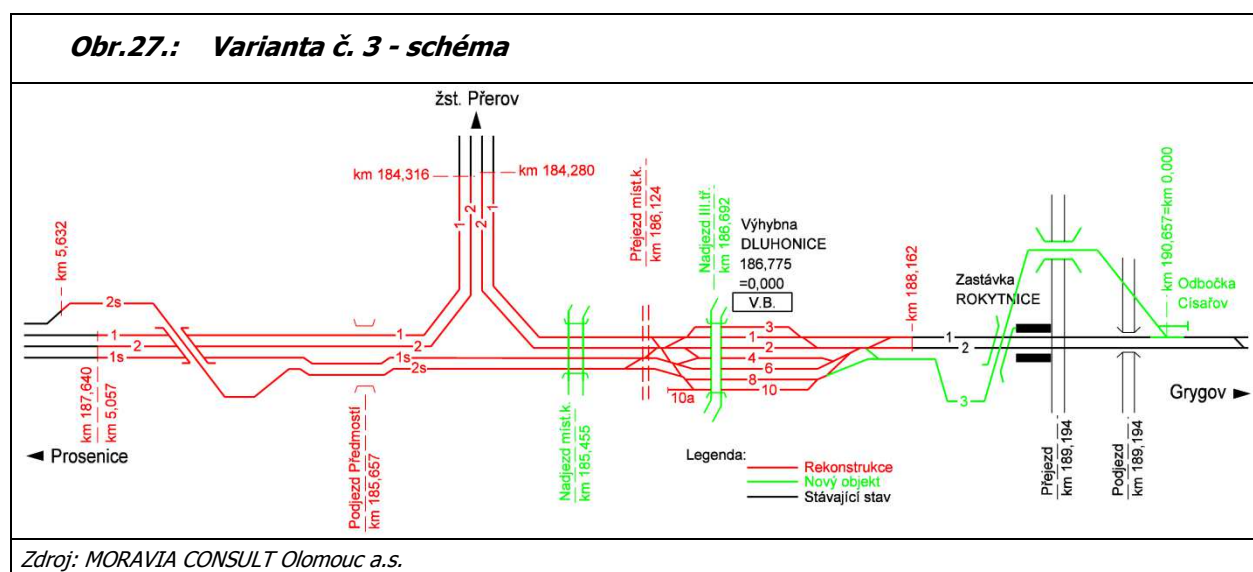 Obr.27.: Varianta č. 3 - schéma
žst. Přerov
km 184,316
km 184,280
1
2
2
1
km 5,632
2s
1
2
1s
km 187,640
km 5,057
Prosenice
Podjezd Předmostí
km 185,657
1
2
1s
2s
Nadjezd míst.k.
km 185,455
Přejezd míst.k.
km 186,124
Nadjezd III.tř.
km 186,692
Výhybna
DLUHONICE
186,775
=0,000
V.B.
3
1
2
4
6
8
10
10a
km 188,162
1
2
3
Zastávka
ROKYTNICE
Přejezd
km 189,194
Podjezd
km 189,194
km 190,657=km 0,000
Odbočka
Císařov
Grygov
Legenda:
Rekonstrukce
Nový objekt
Stávající stav
Zdroj: MORAVIA CONSULT Olomouc a.s.